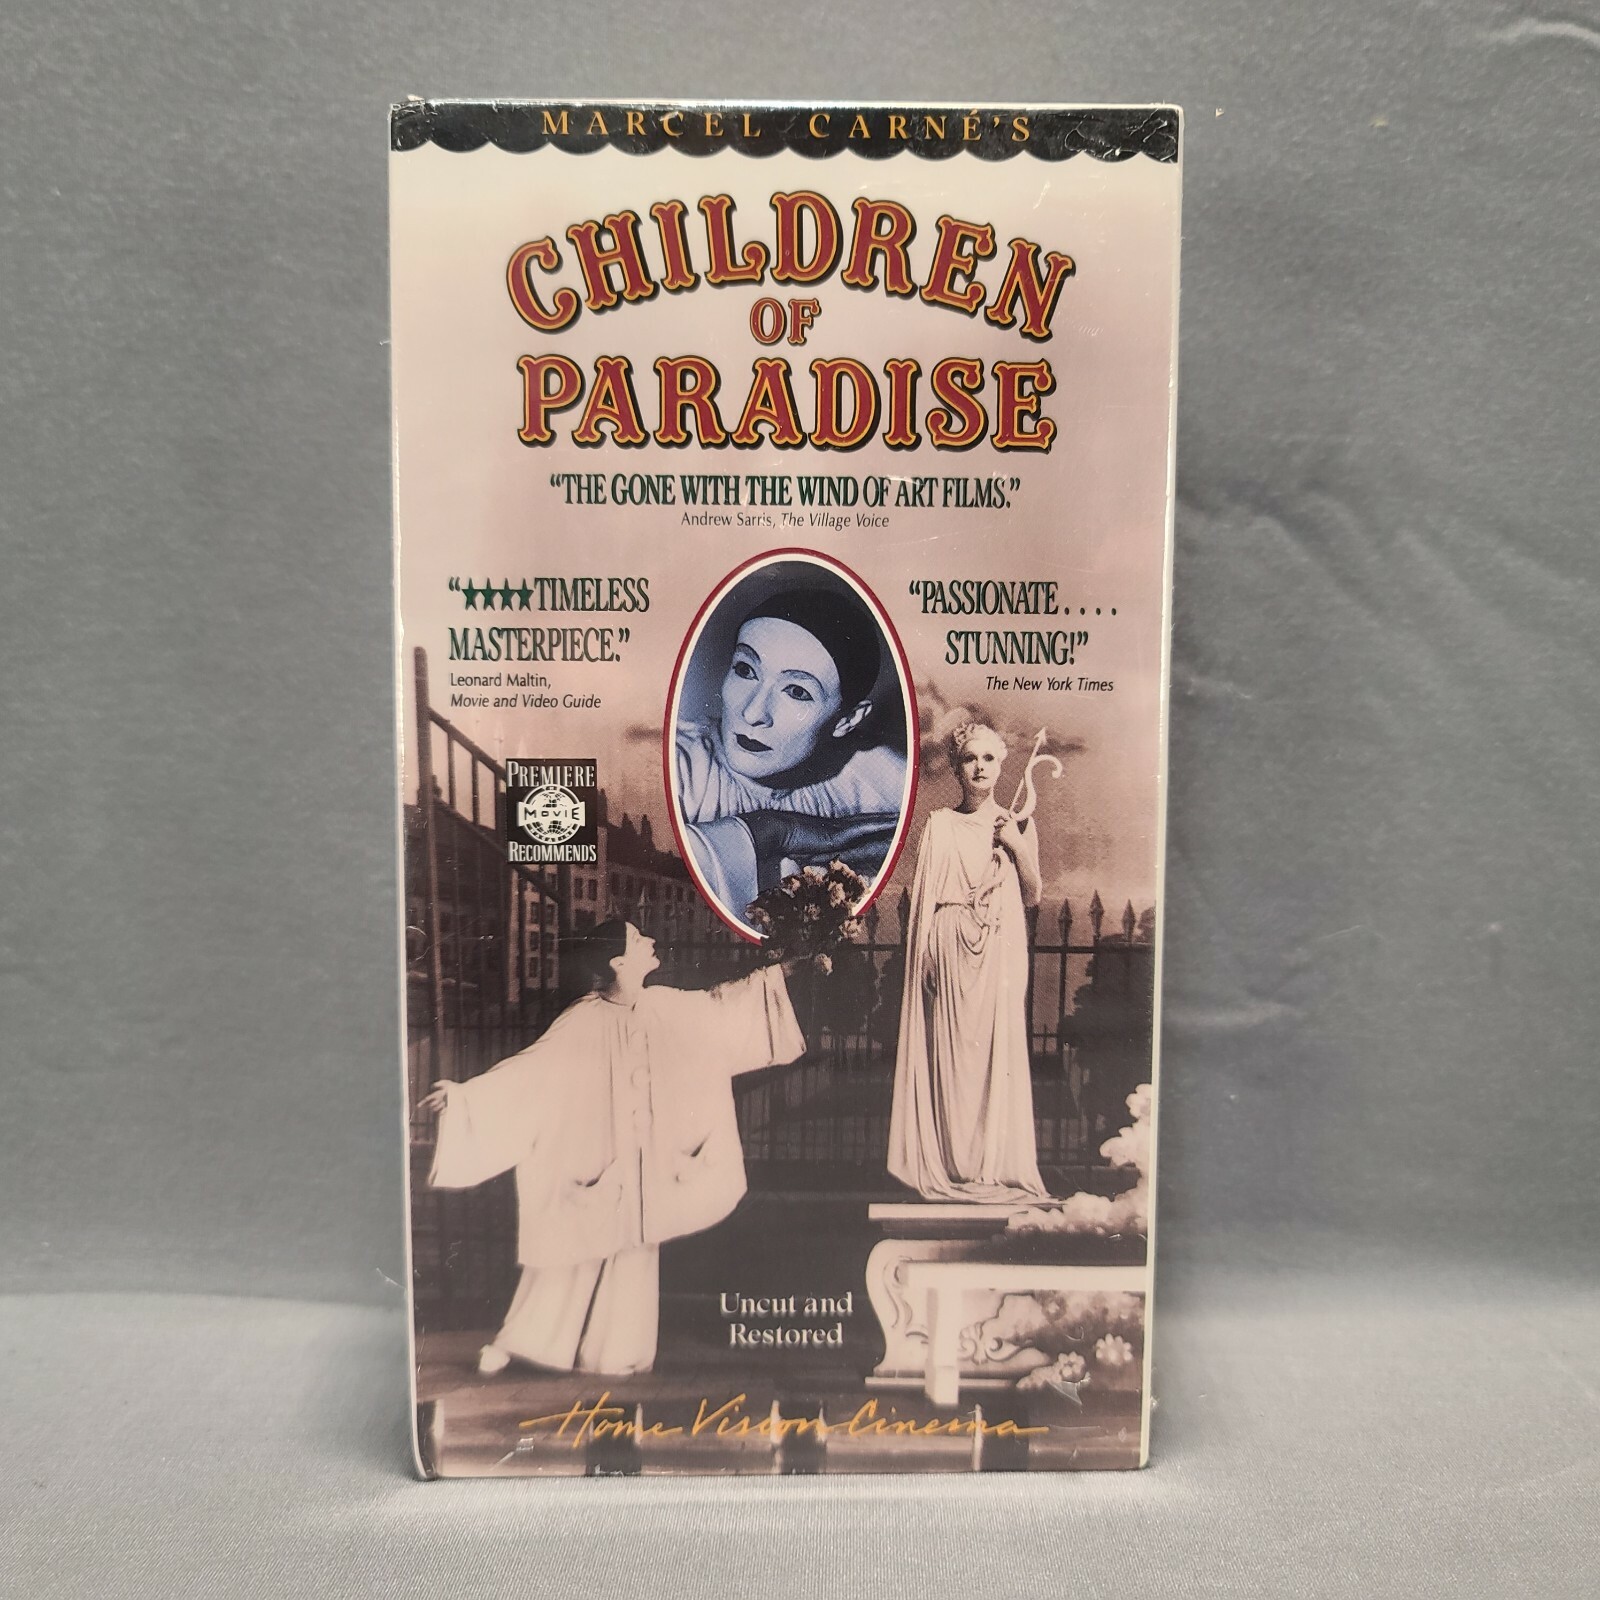 MARCEL CARNÉ'S
CHILDREN
OF
PARADISE
“THE GONE WITH THE WIND OF ART FILMS.”
Andrew Sarris, The Village Voice
“★★★★TIMELESS
MASTERPIECE.”
Leonard Maltin,
Movie and Video Guide
“PASSIONATE....
STUNNING!”
The New York Times
PREMIERE
MOVIE
RECOMMENDS
Uncut and
Restored
Home Vision Cinema